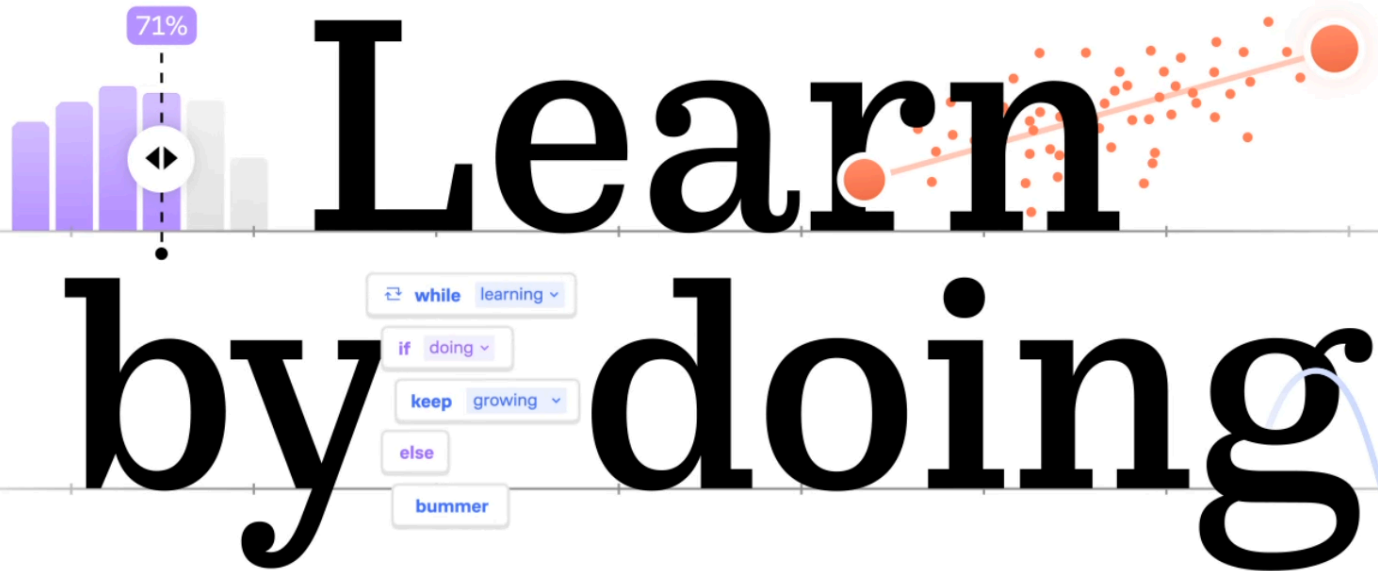 71%
Learn
by doing
while learning
if doing
keep growing
else
bummer